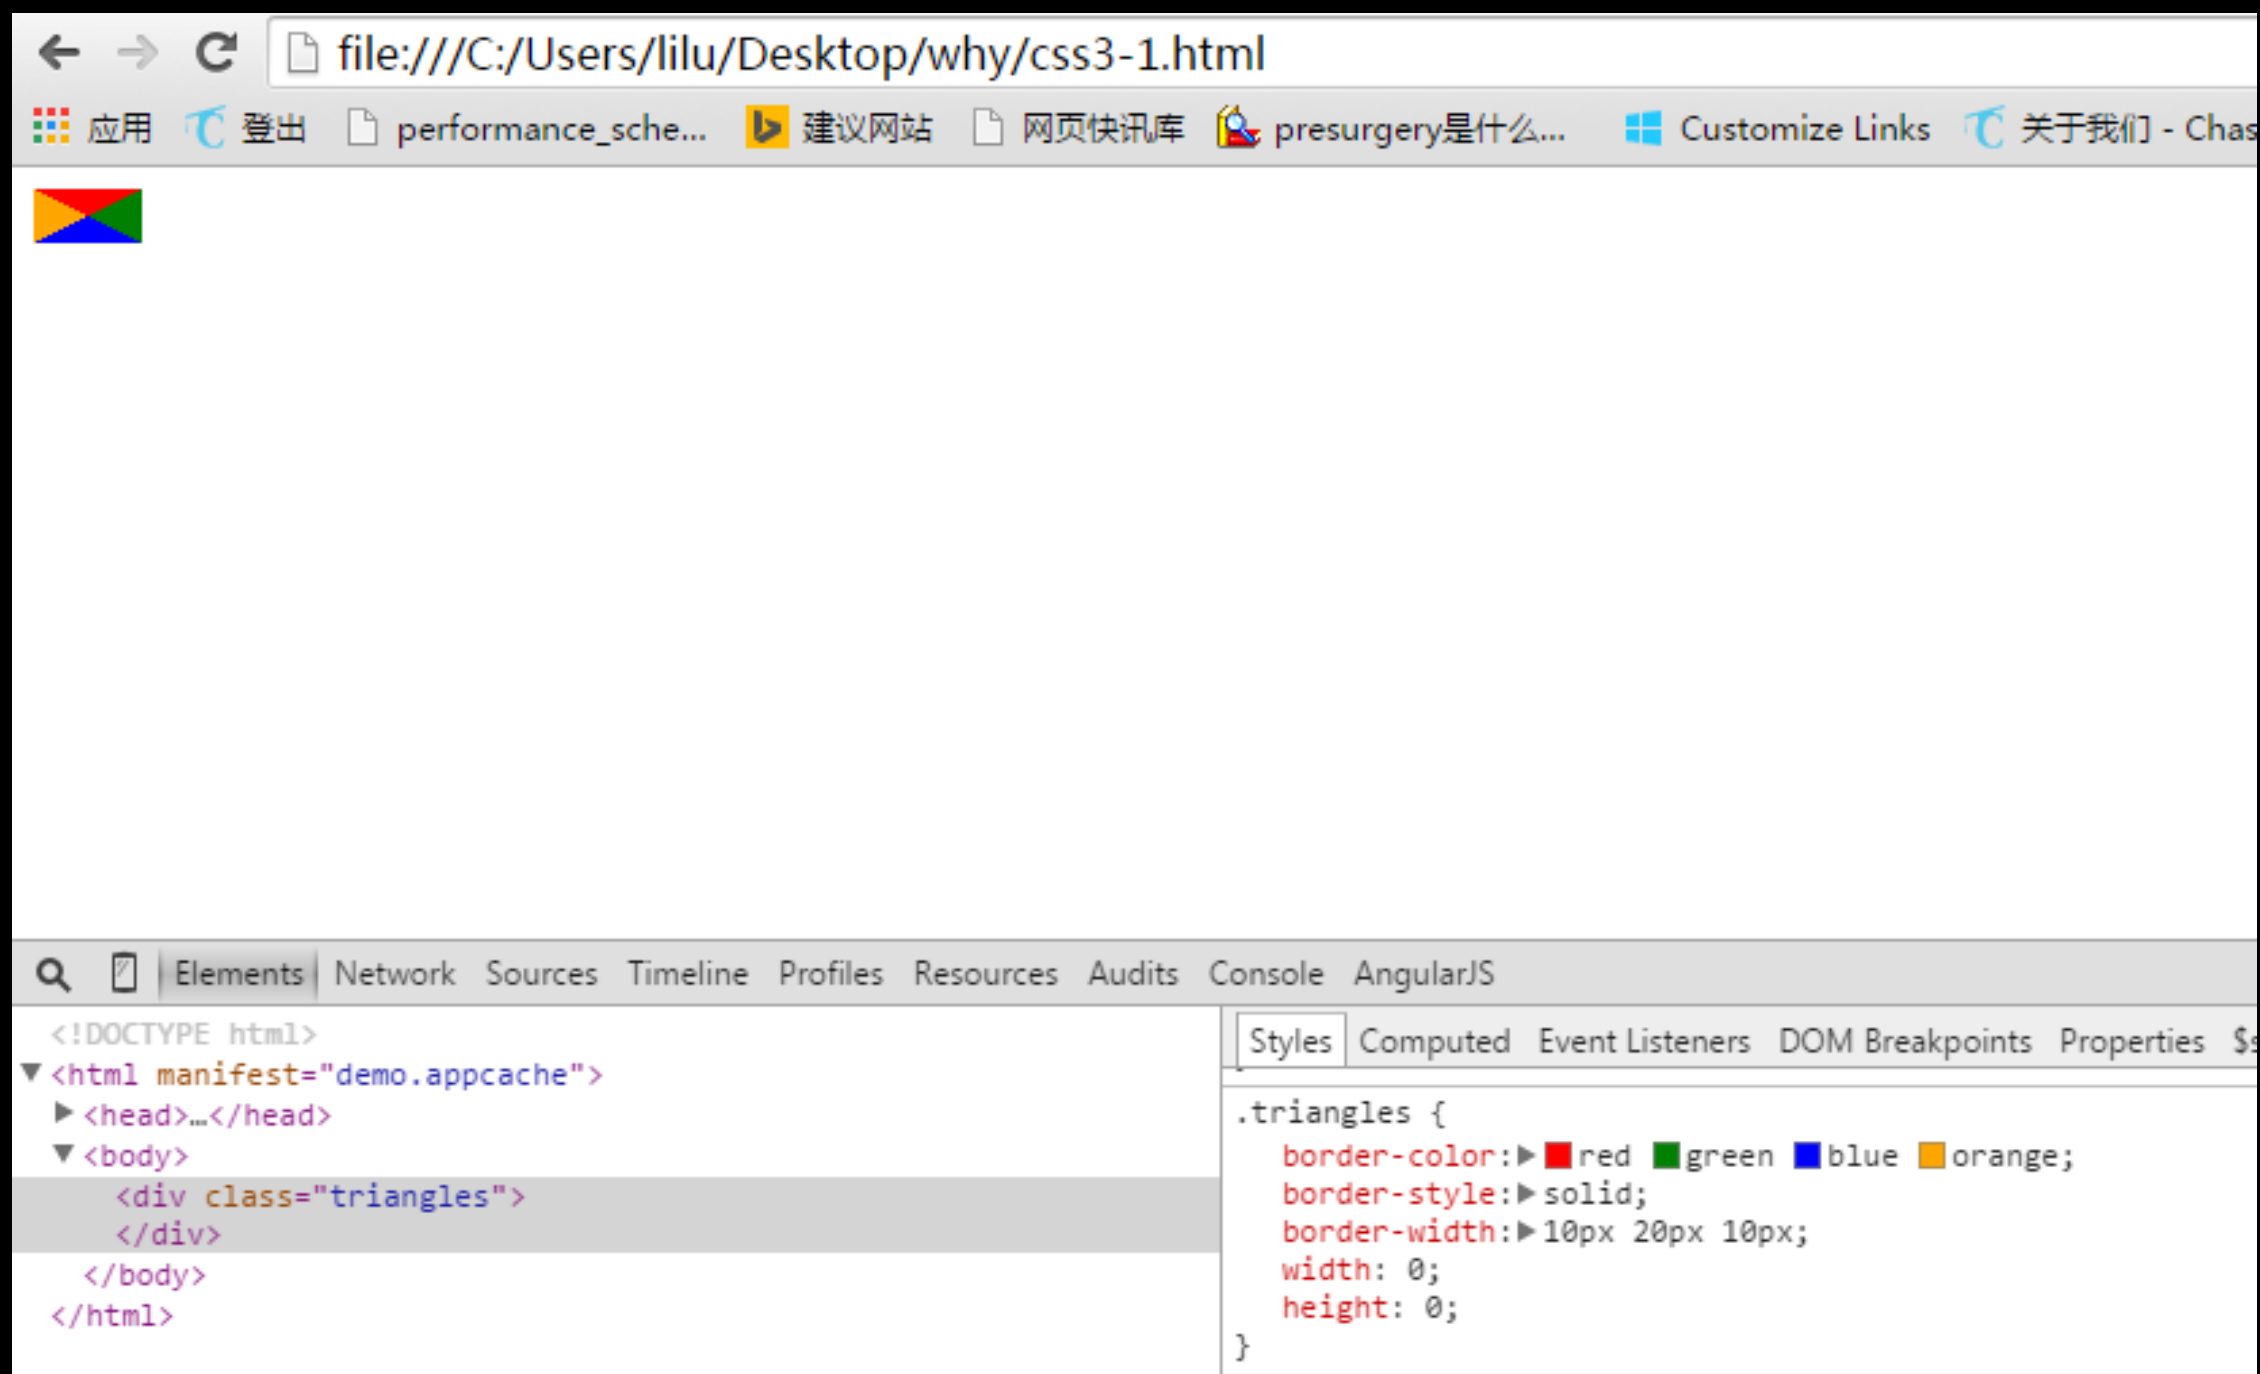 file:///C:/Users/lilu/Desktop/why/css3-1.html
应用 登出 performance_sche... 建议网站 网页快讯库 presurgery是什么... Customize Links 关于我们 - Chas
Elements Network Sources Timeline Profiles Resources Audits Console AngularJS
<!DOCTYPE html>
<html manifest="demo.appcache">
<head>…</head>
<body>
<div class="triangles">
</div>
</body>
</html>
Styles Computed Event Listeners DOM Breakpoints Properties
.triangles {
border-color: red green blue orange;
border-style: solid;
border-width: 10px 20px 10px;
width: 0;
height: 0;
}